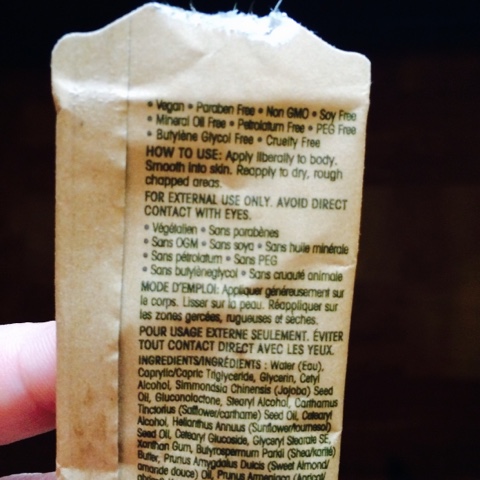 • Vegan • Paraben Free • Non GMO • Soy Free
• Mineral Oil Free • Petrolatum Free • PEG Free
• Butylene Glycol Free • Cruelty Free
HOW TO USE: Apply liberally to body.
Smooth into skin. Reapply to dry, rough
chapped areas.
FOR EXTERNAL USE ONLY. AVOID DIRECT
CONTACT WITH EYES.
• Végétalien • Sans parabènes
• Sans OGM • Sans soya • Sans huile minérale
• Sans pétrolatum • Sans PEG
• Sans butylèneglycol • Sans cruauté animale
MODE D'EMPLOI: Appliquer généreusement sur
le corps. Lisser sur la peau. Réappliquer sur
les zones gercées, rugueuses et sèches.
POUR USAGE EXTERNE SEULEMENT. ÉVITER
TOUT CONTACT DIRECT AVEC LES YEUX.
INGREDIENTS/INGRÉDIENTS : Water (Eau),
Caprylic/Capric Triglyceride, Glycerin, Cetyl
Alcohol, Simmondsia Chinensis (Jojoba) Seed
Oil, Gluconolactone, Stearyl Alcohol, Carthamus
Tinctorius (Safflower/carthame) Seed Oil, Cetearyl
Alcohol, Helianthus Annuus (Sunflower/tournesol)
Seed Oil, Cetearyl Glucoside, Glyceryl Stearate SE,
Xanthan Gum, Butyrospermum Parkii (Shea/karité)
Butter, Prunus Amygdalus Dulcis (Sweet Almond/
amande douce) Oil, Prunus Armeniaca (Apricot/